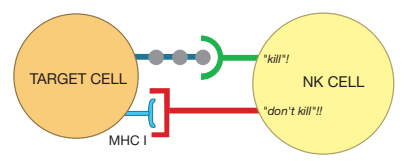 "kill"!
TARGET CELL
NK CELL
"don't kill"!!
MHC I